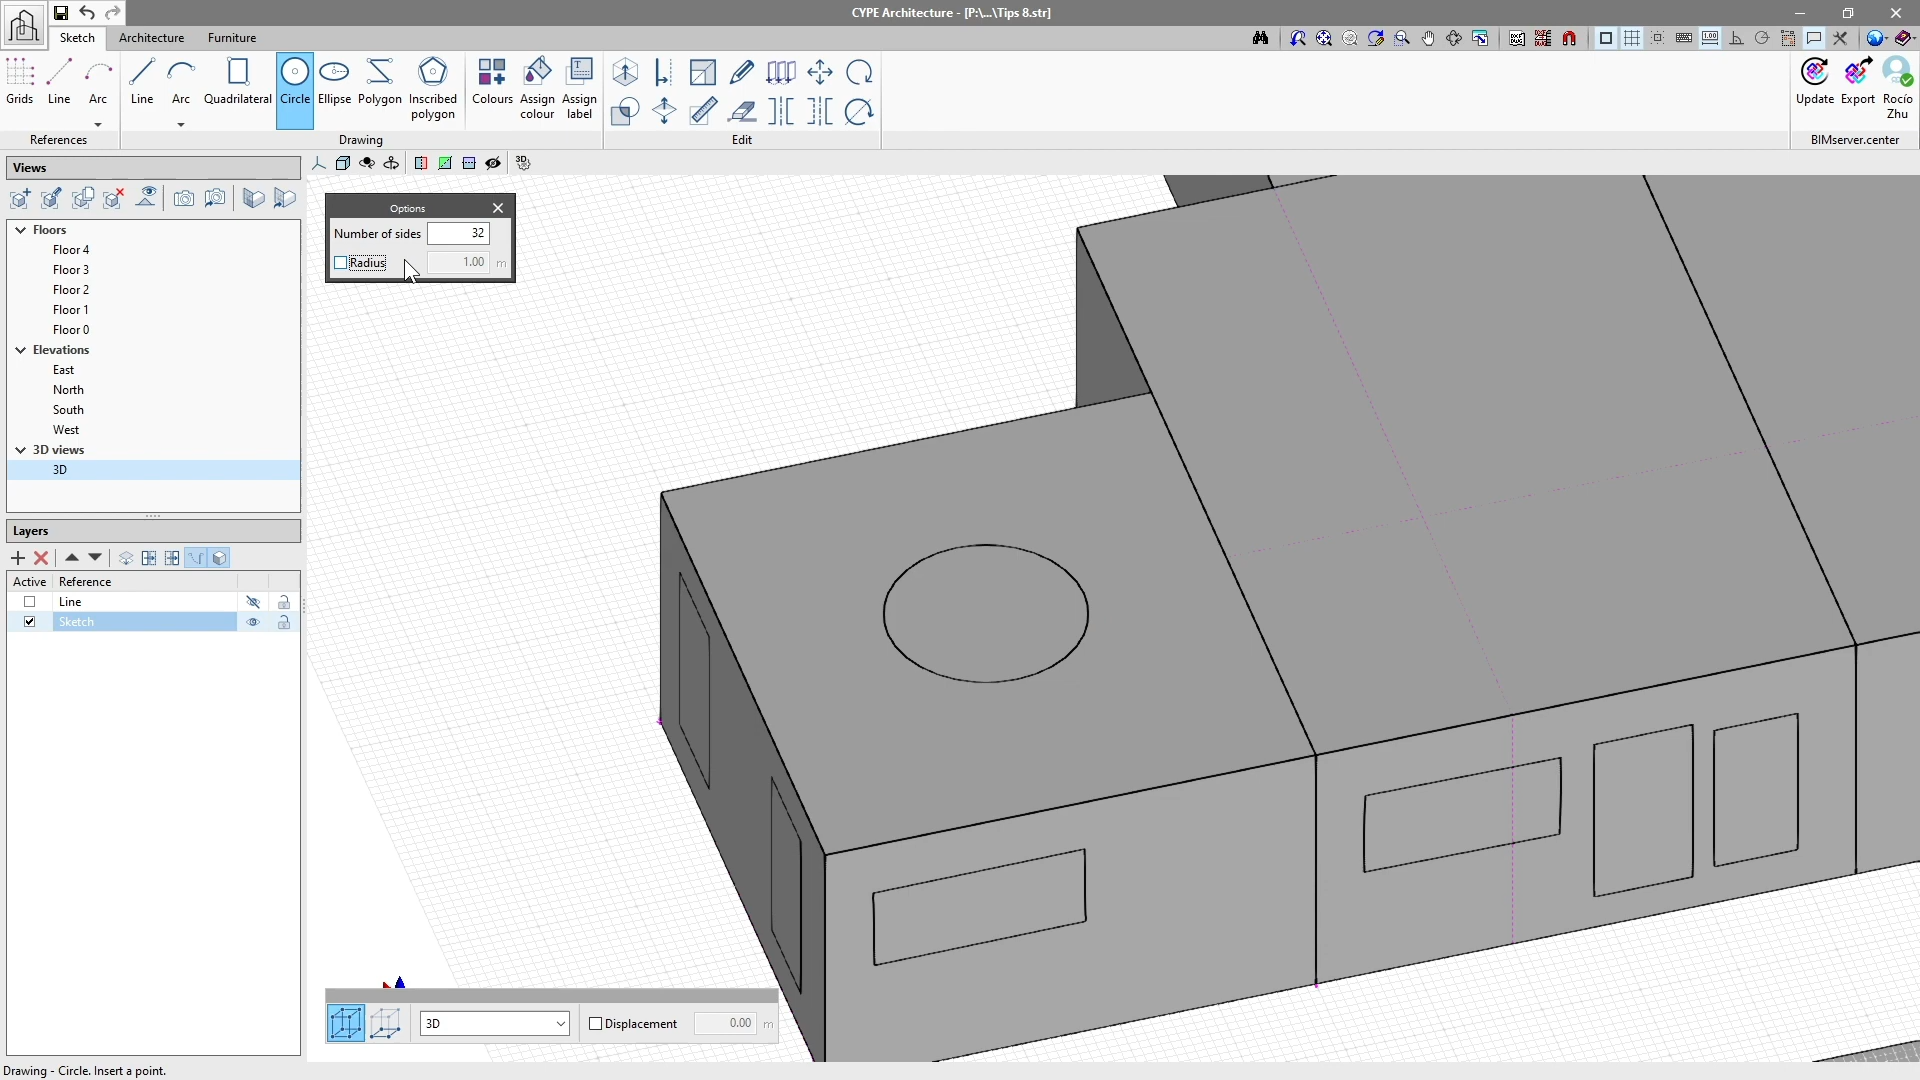 CYPE Architecture - [P:\...\Tips 8.str]
Sketch Architecture Furniture
Grids Line Arc
References
Line Arc Quadrilateral Circle Ellipse Polygon Inscribed polygon
Colours Assign colour Assign label
Drawing
Edit
Update Export Rocío Zhu
BIMserver.center
Views
Floors
Floor 4
Floor 3
Floor 2
Floor 1
Floor 0
Elevations
East
North
South
West
3D views
3D
Layers
Active Reference
Line
Sketch
Options
Number of sides 32
Radius 1.00 m
3D Displacement 0.00 m
Drawing - Circle. Insert a point.